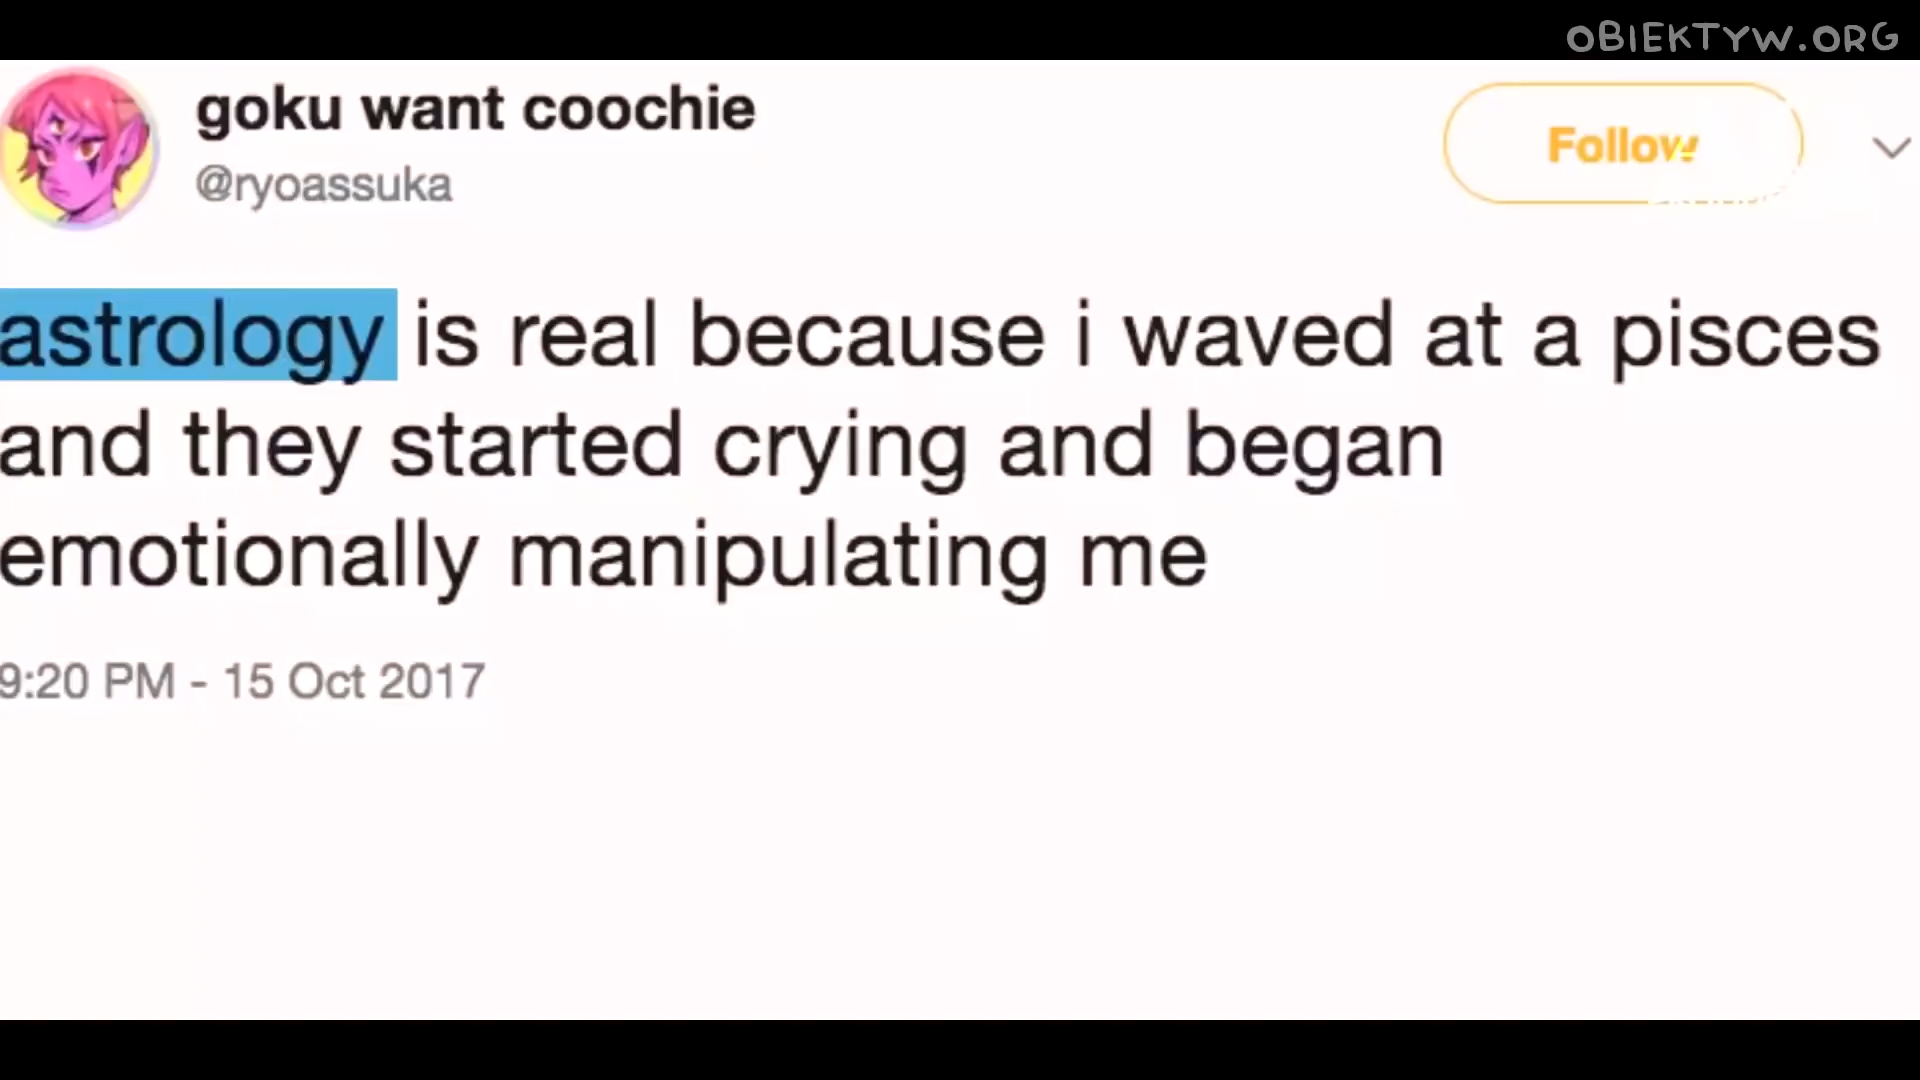 OBIEKTYW.ORG
goku want coochie
@ryoassuka
Follow
astrology is real because i waved at a pisces
and they started crying and began
emotionally manipulating me
9:20 PM - 15 Oct 2017